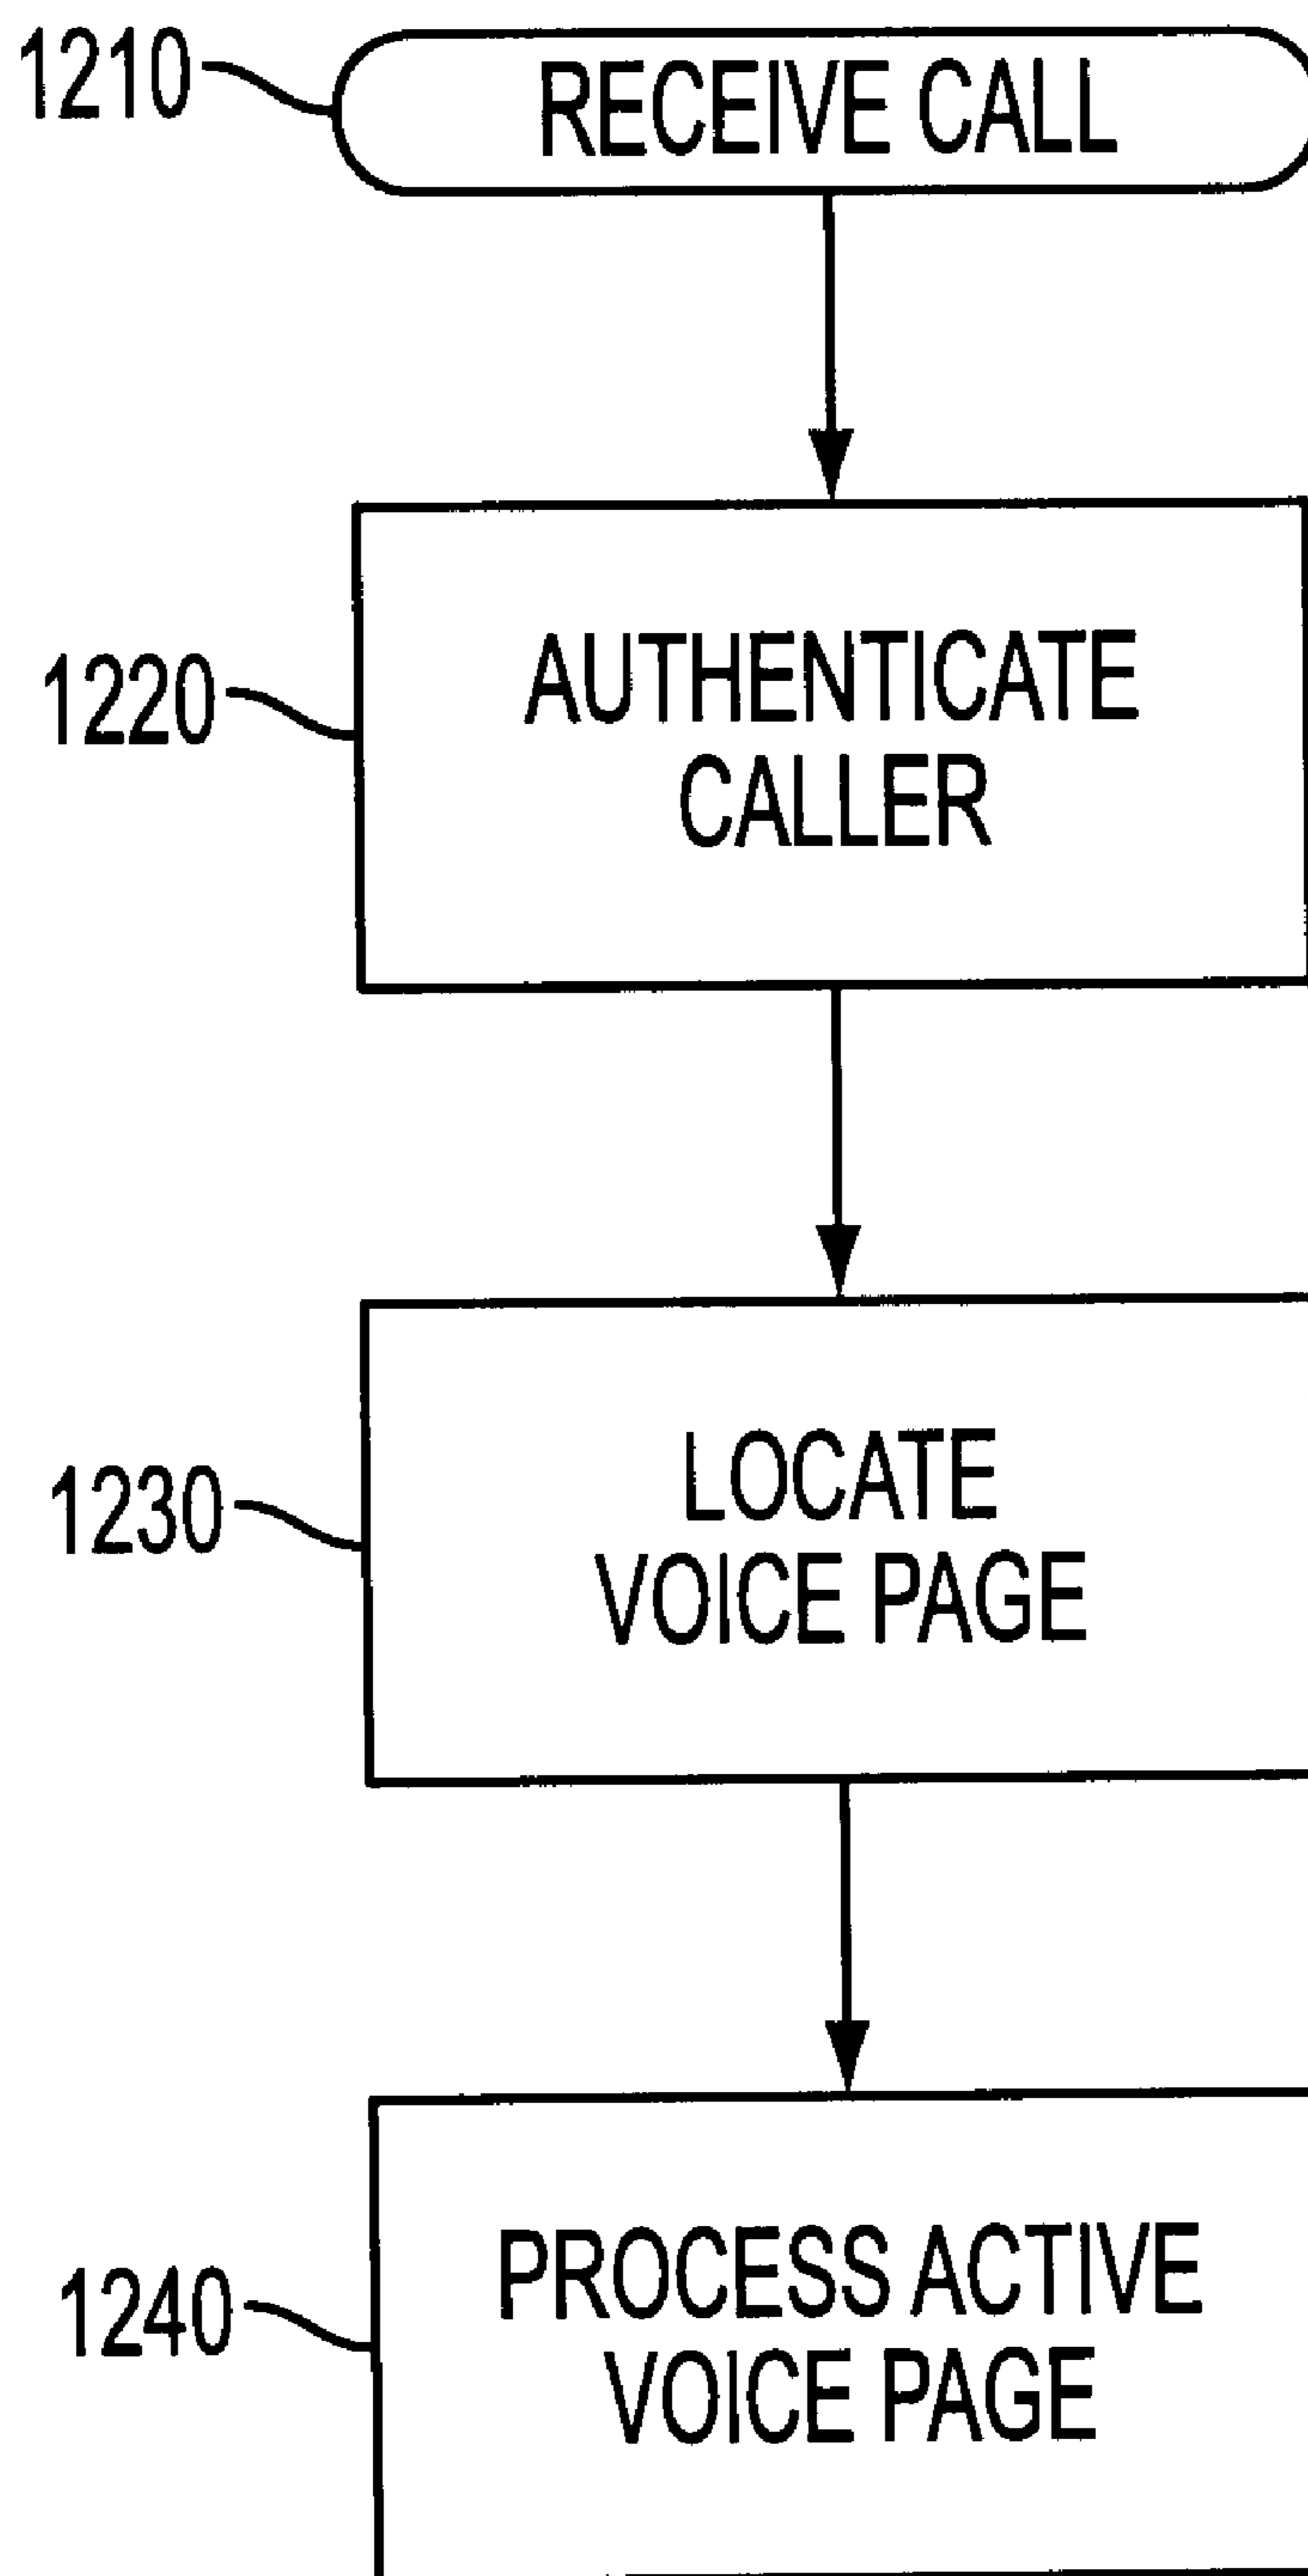 1210
RECEIVE CALL
1220
AUTHENTICATE
CALLER
1230
LOCATE
VOICE PAGE
1240
PROCESS ACTIVE
VOICE PAGE